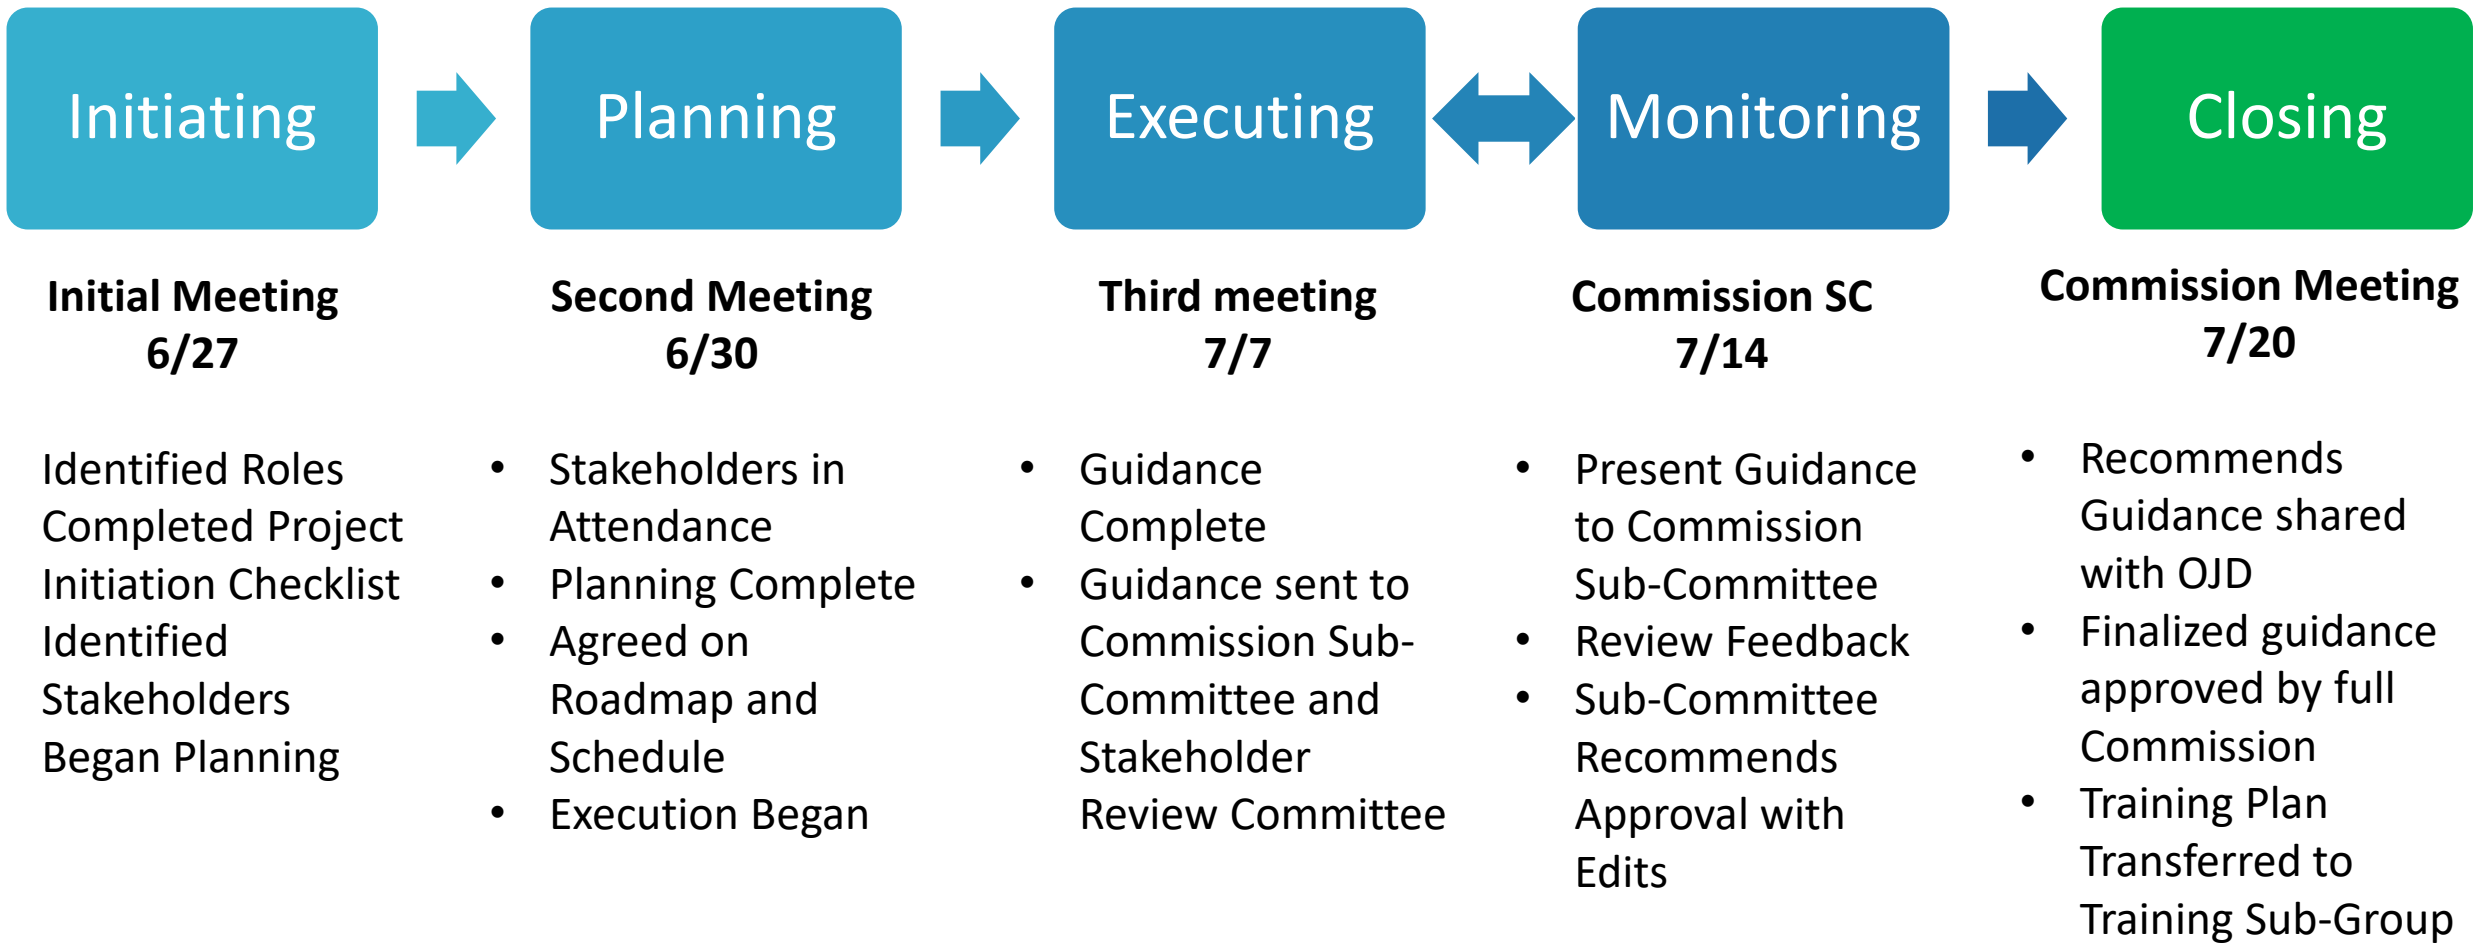 Initiating
Planning
Executing
Monitoring
Closing
Initial Meeting
6/27
Identified Roles
Completed Project
Initiation Checklist
Identified
Stakeholders
Began Planning
Second Meeting
6/30
• Stakeholders in
Attendance
• Planning Complete
• Agreed on
Roadmap and
Schedule
• Execution Began
Third meeting
7/7
• Guidance
Complete
• Guidance sent to
Commission Sub-
Committee and
Stakeholder
Review Committee
Commission SC
7/14
• Present Guidance
to Commission
Sub-Committee
• Review Feedback
• Sub-Committee
Recommends
Approval with
Edits
Commission Meeting
7/20
• Recommends
Guidance shared
with OJD
• Finalized guidance
approved by full
Commission
• Training Plan
Transferred to
Training Sub-Group